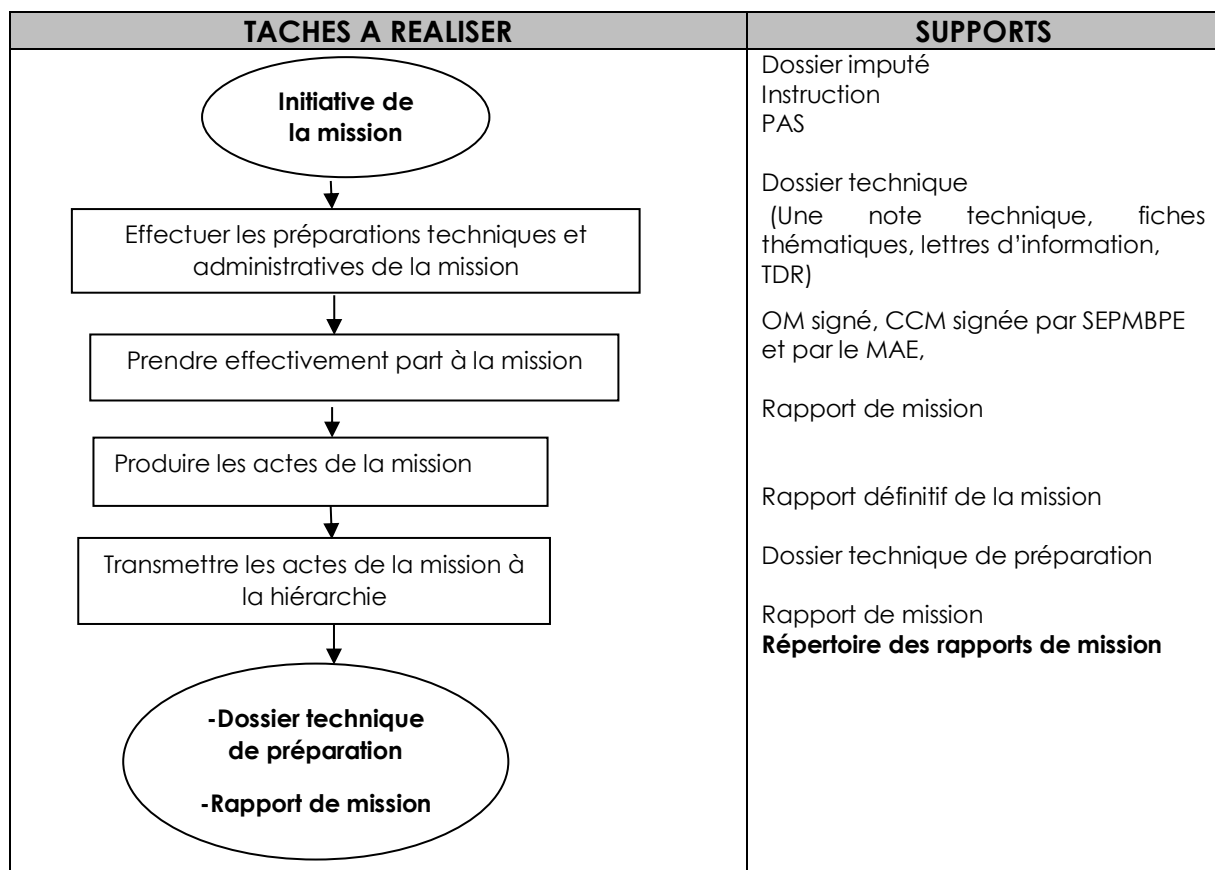 TACHES A REALISER
SUPPORTS
Initiative de
la mission
Effectuer les préparations techniques et
administratives de la mission
Prendre effectivement part à la mission
Produire les actes de la mission
Transmettre les actes de la mission à
la hiérarchie
-Dossier technique
de préparation
-Rapport de mission
Dossier imputé
Instruction
PAS
Dossier technique
(Une note technique, fiches
thématiques, lettres d’information,
TDR)
OM signé, CCM signée par SEPMBPE
et par le MAE,
Rapport de mission
Rapport définitif de la mission
Dossier technique de préparation
Rapport de mission
Répertoire des rapports de mission